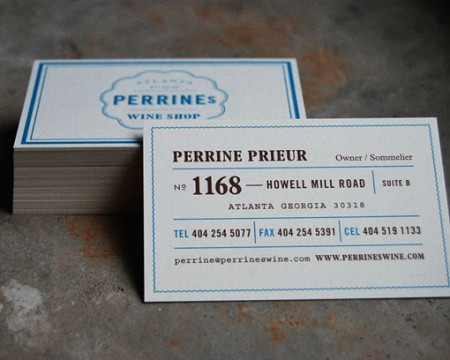 ATLANTA
PERRINEs
WINE SHOP
PERRINE PRIEUR Owner / Sommelier
No 1168 — HOWELL MILL ROAD SUITE B
ATLANTA GEORGIA 30318
TEL 404 254 5077 FAX 404 254 5391 CEL 404 519 1133
perrine@perrineswine.com WWW.PERRINESWINE.COM